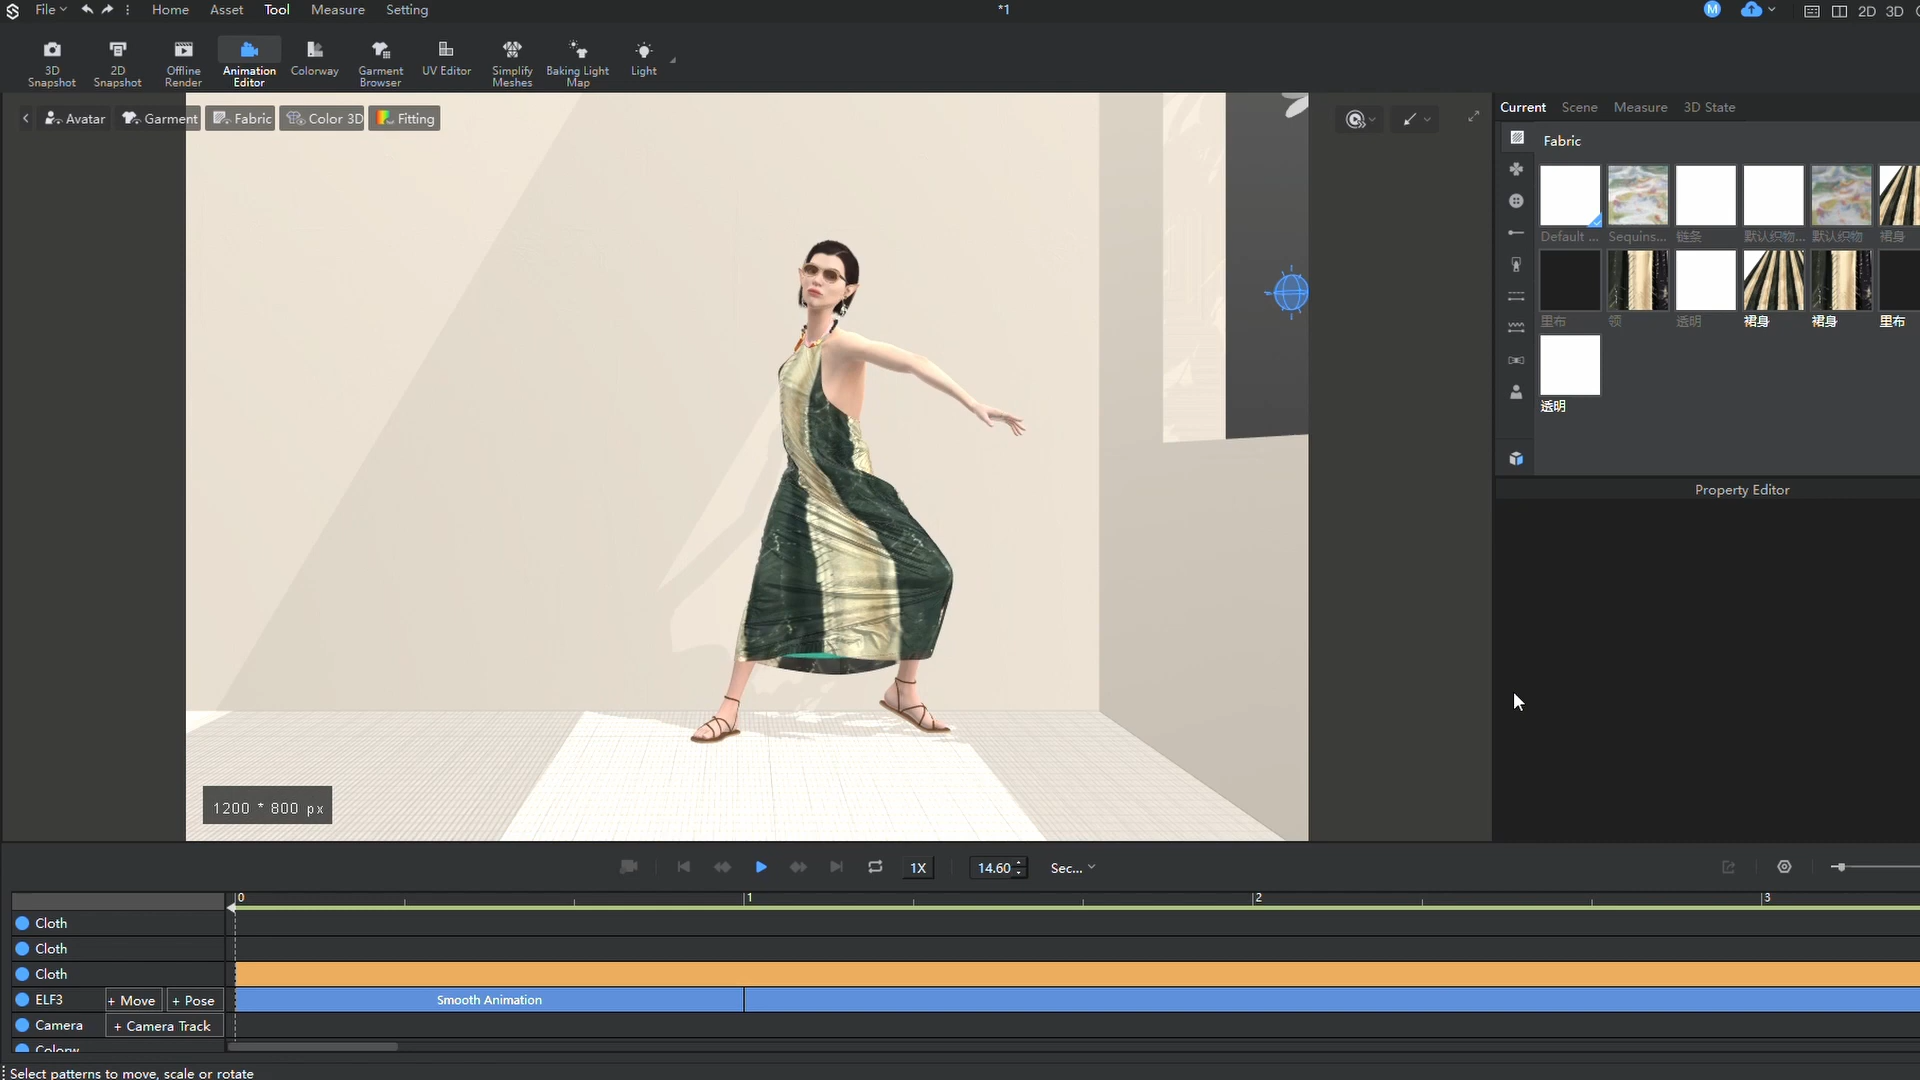 File
Home
Asset
Tool
Measure
Setting
*1
M
2D
3D
3D
Snapshot
2D
Snapshot
Offline
Render
Animation
Editor
Colorway
Garment
Browser
UV Editor
Simplify
Meshes
Baking Light
Map
Light
Avatar
Garment
Fabric
Color 3D
Fitting
Current
Scene
Measure
3D State
Fabric
Default ...
Sequins...
链条
默认织物...
默认织物
裙身
里布
领
透明
裙身
裙身
里布
透明
Property Editor
1200 * 800 px
1X
14.60
Sec...
0
1
2
3
Cloth
Cloth
Cloth
ELF3
+ Move
+ Pose
Smooth Animation
Camera
+ Camera Track
Colorw
Select patterns to move, scale or rotate